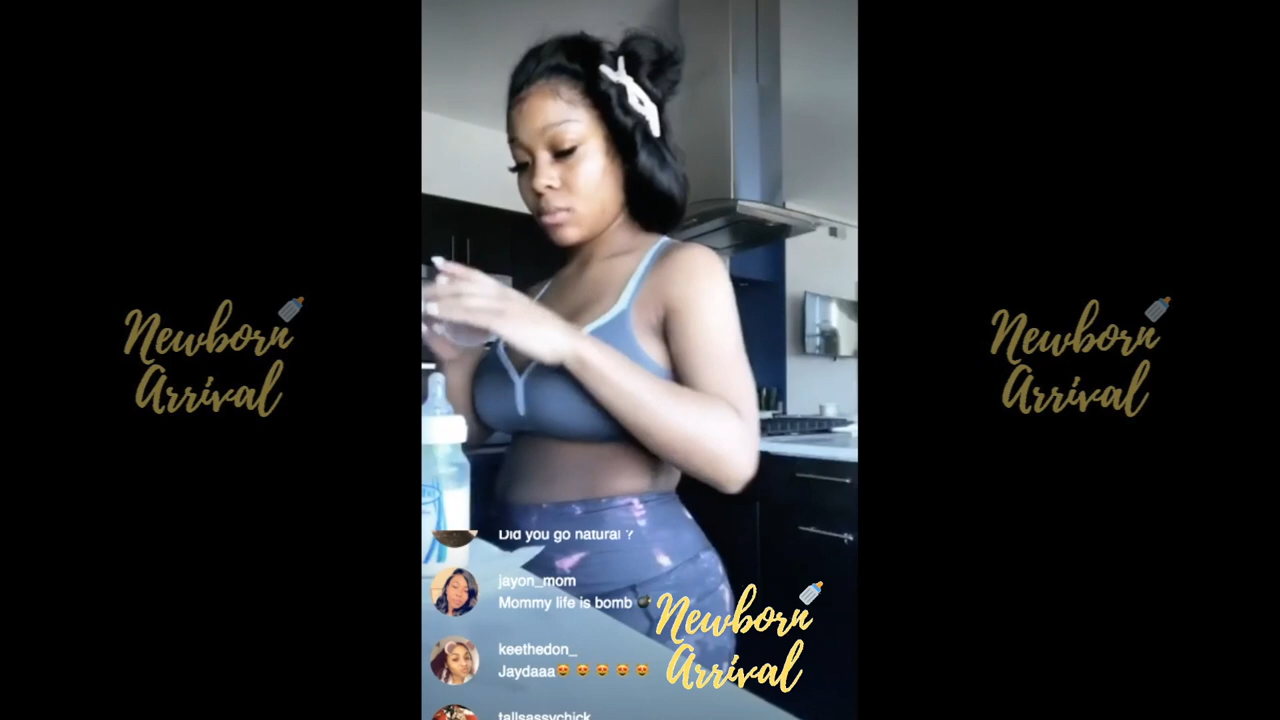 Newborn
Arrival
Did you go natural ?
jayon_mom
Mommy life is bomb 💣
keethedon_
Jaydaaa😍 😍 😍 😍 😍
tallsassychick
Newborn
Arrival
Newborn
Arrival